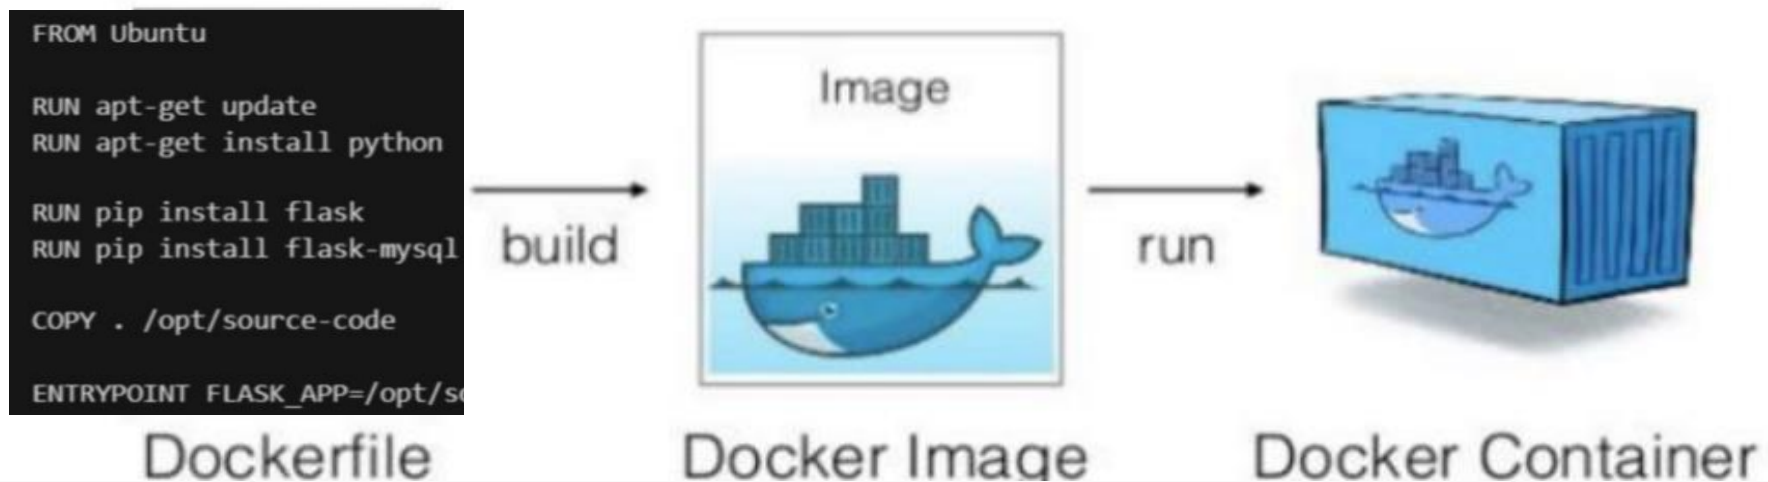 FROM Ubuntu
RUN apt-get update
RUN apt-get install python
RUN pip install flask
RUN pip install flask-mysql
COPY . /opt/source-code
ENTRYPOINT FLASK_APP=/opt/so
Dockerfile
build
Image
Docker Image
run
Docker Container